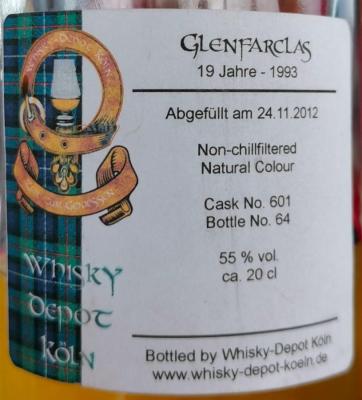 GLENFARCLAS
19 Jahre - 1993
Abgefüllt am 24.11.2012
Non-chillfiltered
Natural Colour
Cask No. 601
Bottle No. 64
55 % vol.
ca. 20 cl
Bottled by Whisky-Depot Köln
www.whisky-depot-koeln.de
WHISKY
DEPOT
KÖLN